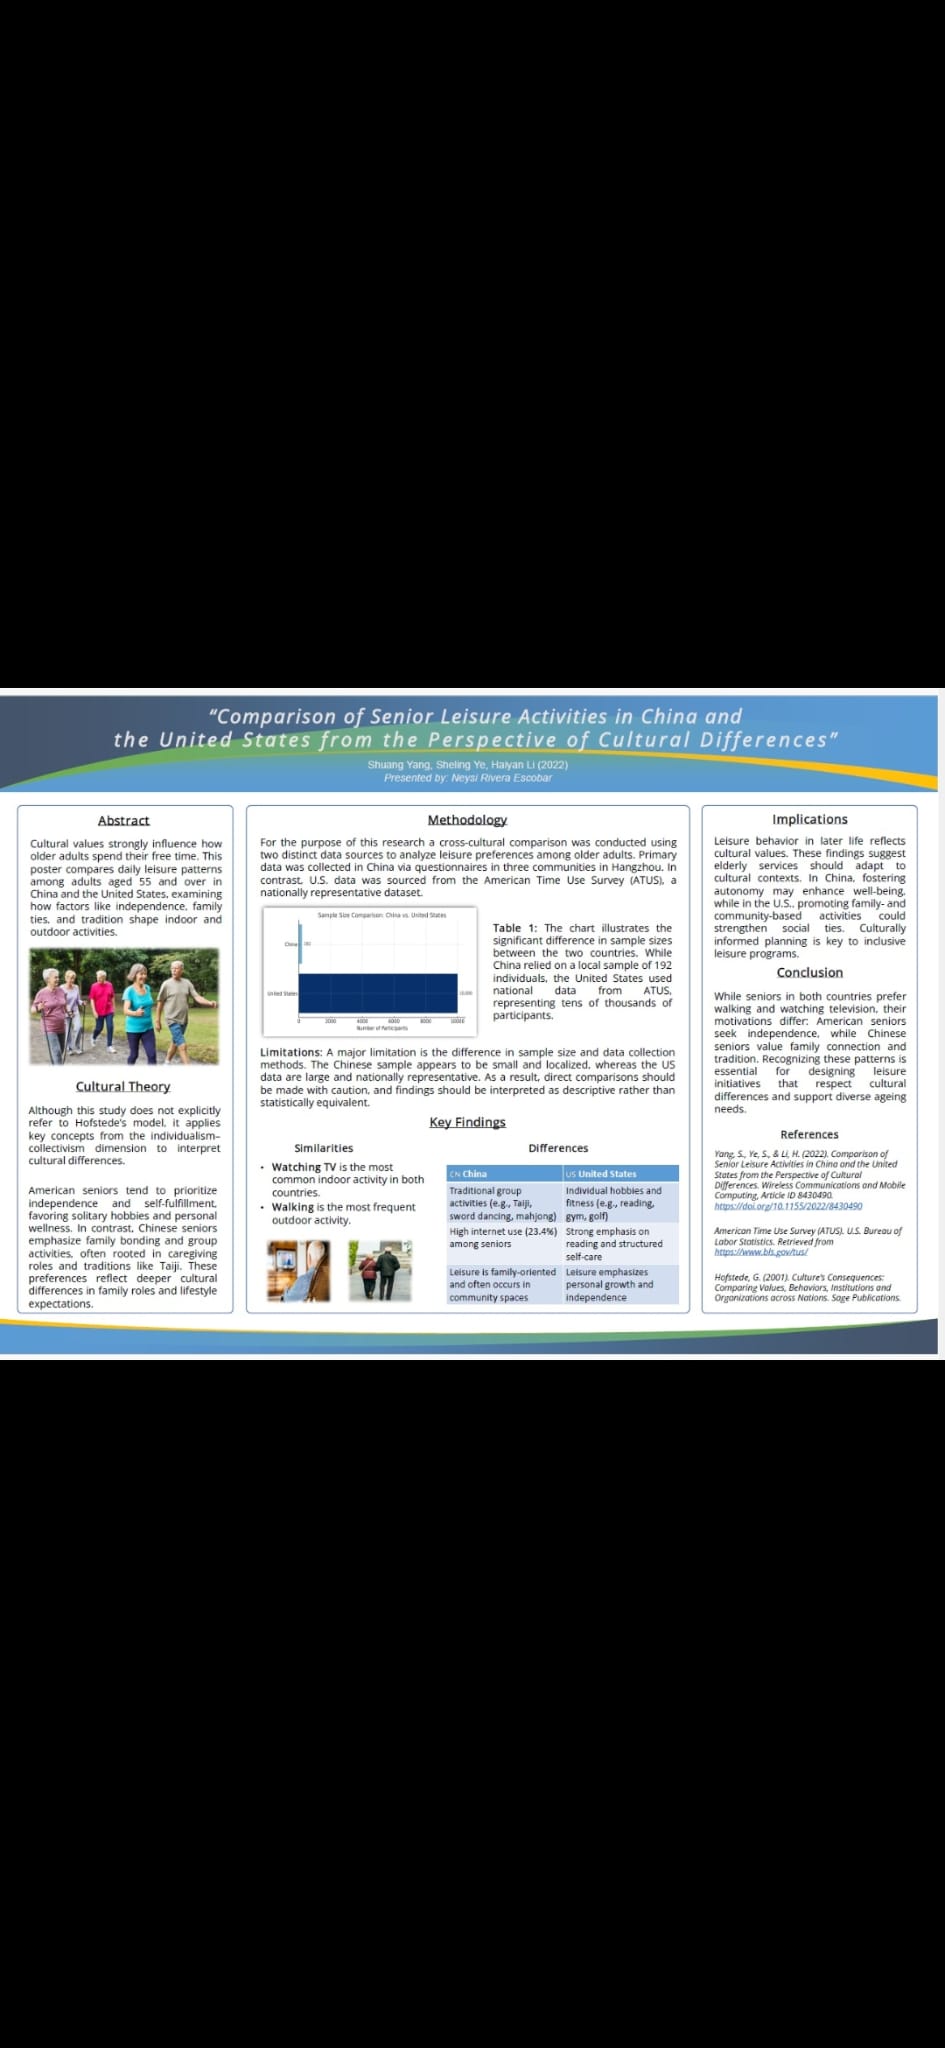 “Comparison of Senior Leisure Activities in China and
the United States from the Perspective of Cultural Differences”
Shuang Yang, Sheling Ye, Haiyan Li (2022)
Presented by: Neysi Rivera Escobar
Abstract
Cultural values strongly influence how
older adults spend their free time. This
poster compares daily leisure patterns
among adults aged 55 and over in
China and the United States, examining
how factors like independence, family
ties, and tradition shape indoor and
outdoor activities.
Cultural Theory
Although this study does not explicitly
refer to Hofstede's model, it applies
key concepts from the individualism–
collectivism dimension to interpret
cultural differences.
American seniors tend to prioritize
independence and self-fulfillment,
favoring solitary hobbies and personal
wellness. In contrast, Chinese seniors
emphasize family bonding and group
activities, often rooted in caregiving
roles and traditions like Taiji. These
preferences reflect deeper cultural
differences in family roles and lifestyle
expectations.
Methodology
For the purpose of this research a cross-cultural comparison was conducted using
two distinct data sources to analyze leisure preferences among older adults. Primary
data was collected in China via questionnaires in three communities in Hangzhou. In
contrast, U.S. data was sourced from the American Time Use Survey (ATUS), a
nationally representative dataset.
Sample Size Comparison: China vs. United States
China
192
United States
10,000
0 2000 4000 6000 8000 10000
Number of Participants
Table 1: The chart illustrates the
significant difference in sample sizes
between the two countries. While
China relied on a local sample of 192
individuals, the United States used
national data from ATUS,
representing tens of thousands of
participants.
Limitations: A major limitation is the difference in sample size and data collection
methods. The Chinese sample appears to be small and localized, whereas the US
data are large and nationally representative. As a result, direct comparisons should
be made with caution, and findings should be interpreted as descriptive rather than
statistically equivalent.
Key Findings
Similarities
• Watching TV is the most
common indoor activity in both
countries.
• Walking is the most frequent
outdoor activity.
Differences
CN China
US United States
Traditional group
activities (e.g., Taiji,
sword dancing, mahjong)
Individual hobbies and
fitness (e.g., reading,
gym, golf)
High internet use (23.4%)
among seniors
Strong emphasis on
reading and structured
self-care
Leisure is family-oriented
and often occurs in
community spaces
Leisure emphasizes
personal growth and
independence
Implications
Leisure behavior in later life reflects
cultural values. These findings suggest
elderly services should adapt to
cultural contexts. In China, fostering
autonomy may enhance well-being,
while in the U.S., promoting family- and
community-based activities could
strengthen social ties. Culturally
informed planning is key to inclusive
leisure programs.
Conclusion
While seniors in both countries prefer
walking and watching television, their
motivations differ: American seniors
seek independence, while Chinese
seniors value family connection and
tradition. Recognizing these patterns is
essential for designing leisure
initiatives that respect cultural
differences and support diverse ageing
needs.
References
Yang, S., Ye, S., & Li, H. (2022). Comparison of
Senior Leisure Activities in China and the United
States from the Perspective of Cultural
Differences. Wireless Communications and Mobile
Computing, Article ID 8430490.
https://doi.org/10.1155/2022/8430490
American Time Use Survey (ATUS). U.S. Bureau of
Labor Statistics. Retrieved from
https://www.bls.gov/tus/
Hofstede, G. (2001). Culture's Consequences:
Comparing Values, Behaviors, Institutions and
Organizations across Nations. Sage Publications.